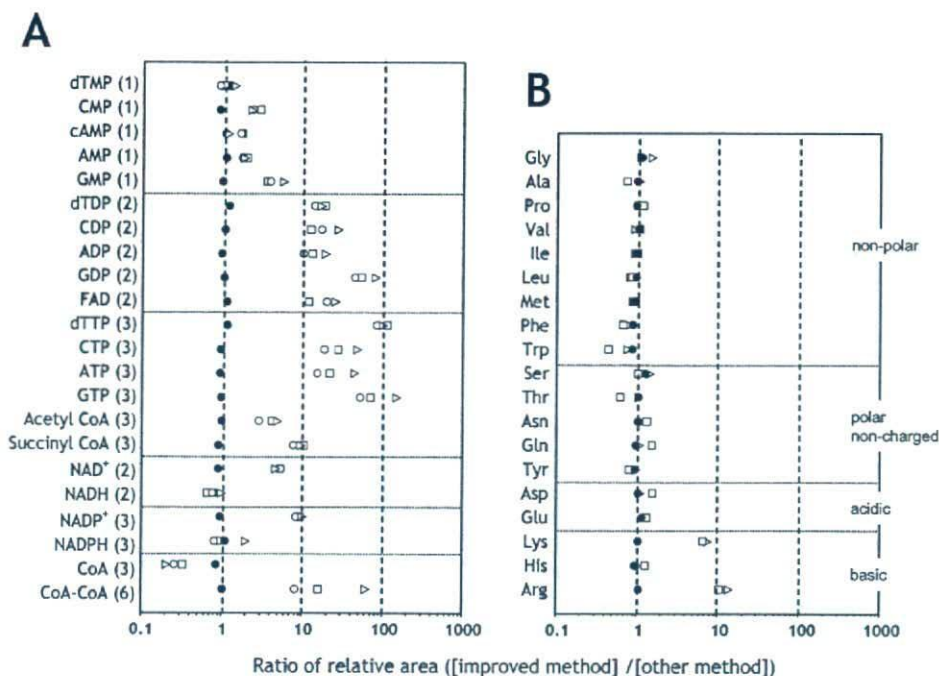 A
dTMP (1)
CMP (1)
cAMP (1)
AMP (1)
GMP (1)
dTDP (2)
CDP (2)
ADP (2)
GDP (2)
FAD (2)
dTTP (3)
CTP (3)
ATP (3)
GTP (3)
Acetyl CoA (3)
Succinyl CoA (3)
NAD⁺ (2)
NADH (2)
NADP⁺ (3)
NADPH (3)
CoA (3)
CoA-CoA (6)
0.1 1 10 100 1000
B
Gly
Ala
Pro
Val
Ile
Leu
Met
Phe
Trp
Ser
Thr
Asn
Gln
Tyr
Asp
Glu
Lys
His
Arg
non-polar
polar
non-charged
acidic
basic
0.1 1 10 100 1000
Ratio of relative area ([improved method] /[other method])